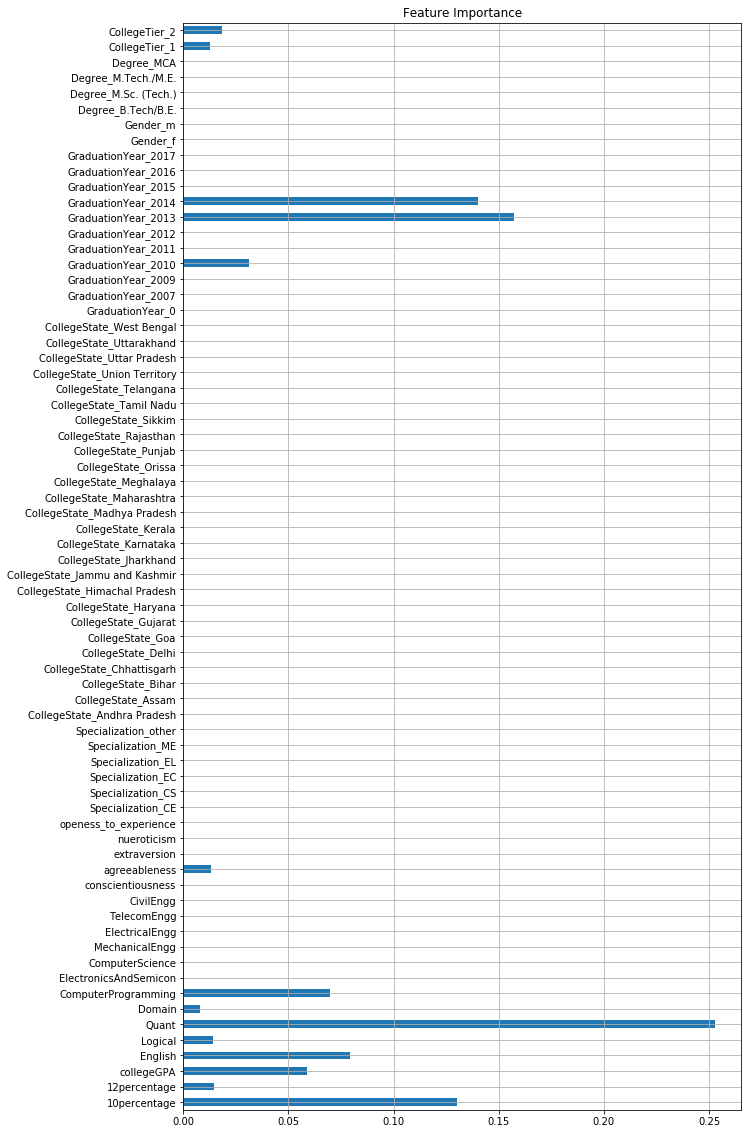 Feature Importance
CollegeTier_2
CollegeTier_1
Degree_MCA
Degree_M.Tech./M.E.
Degree_M.Sc. (Tech.)
Degree_B.Tech/B.E.
Gender_m
Gender_f
GraduationYear_2017
GraduationYear_2016
GraduationYear_2015
GraduationYear_2014
GraduationYear_2013
GraduationYear_2012
GraduationYear_2011
GraduationYear_2010
GraduationYear_2009
GraduationYear_2007
GraduationYear_0
CollegeState_West Bengal
CollegeState_Uttarakhand
CollegeState_Uttar Pradesh
CollegeState_Union Territory
CollegeState_Telangana
CollegeState_Tamil Nadu
CollegeState_Sikkim
CollegeState_Rajasthan
CollegeState_Punjab
CollegeState_Orissa
CollegeState_Meghalaya
CollegeState_Maharashtra
CollegeState_Madhya Pradesh
CollegeState_Kerala
CollegeState_Karnataka
CollegeState_Jharkhand
CollegeState_Jammu and Kashmir
CollegeState_Himachal Pradesh
CollegeState_Haryana
CollegeState_Gujarat
CollegeState_Goa
CollegeState_Delhi
CollegeState_Chhattisgarh
CollegeState_Bihar
CollegeState_Assam
CollegeState_Andhra Pradesh
Specialization_other
Specialization_ME
Specialization_EL
Specialization_EC
Specialization_CS
Specialization_CE
openess_to_experience
nueroticism
extraversion
agreeableness
conscientiousness
CivilEngg
TelecomEngg
ElectricalEngg
MechanicalEngg
ComputerScience
ElectronicsAndSemicon
ComputerProgramming
Domain
Quant
Logical
English
collegeGPA
12percentage
10percentage
0.00 0.05 0.10 0.15 0.20 0.25